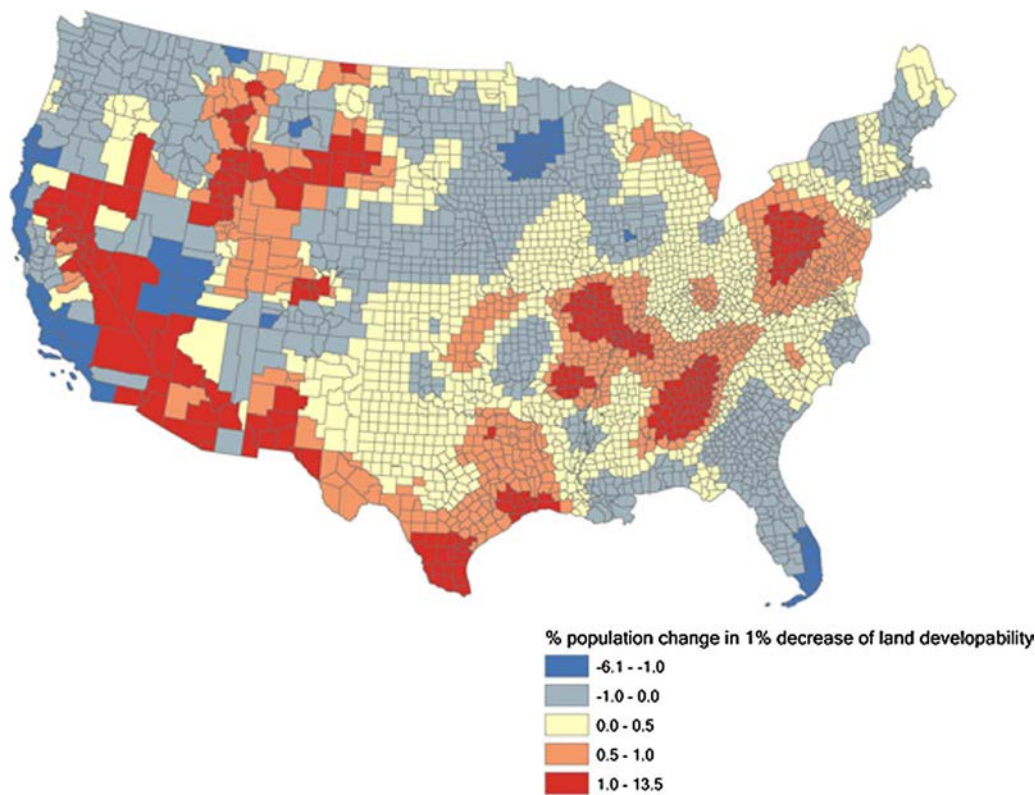 % population change in 1% decrease of land developability
-6.1 - -1.0
-1.0 - 0.0
0.0 - 0.5
0.5 - 1.0
1.0 - 13.5